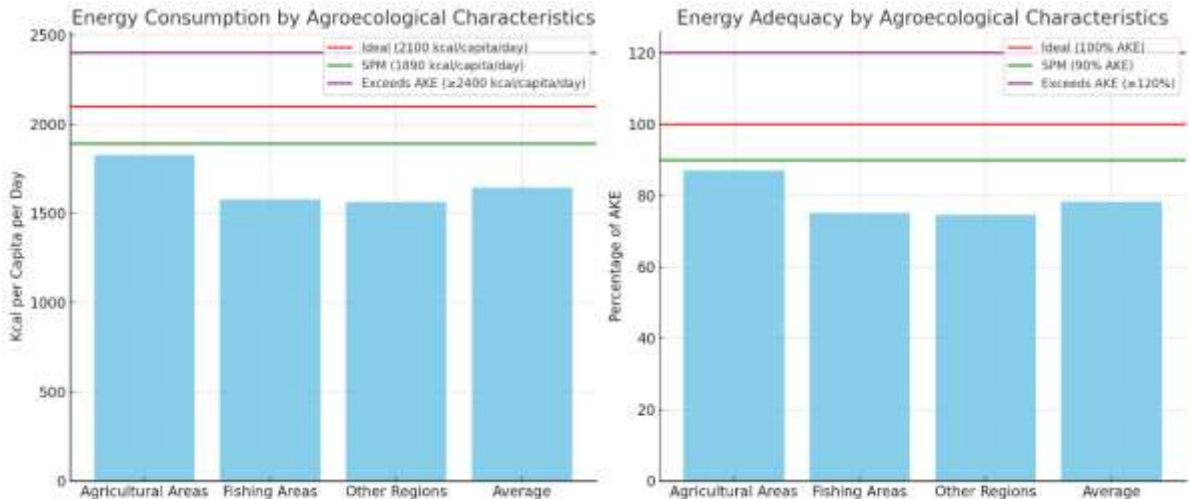 Energy Consumption by Agroecological Characteristics
2500
2000
1500
1000
500
0
Kcal per Capita per Day
Ideal (2100 kcal/capita/day)
SPM (1890 kcal/capita/day)
Exceeds AKE (≥2400 kcal/capita/day)
Agricultural Areas
Fishing Areas
Other Regions
Average
Energy Adequacy by Agroecological Characteristics
120
100
80
60
40
20
0
Percentage of AKE
Ideal (100% AKE)
SPM (90% AKE)
Exceeds AKE (≥120%)
Agricultural Areas
Fishing Areas
Other Regions
Average